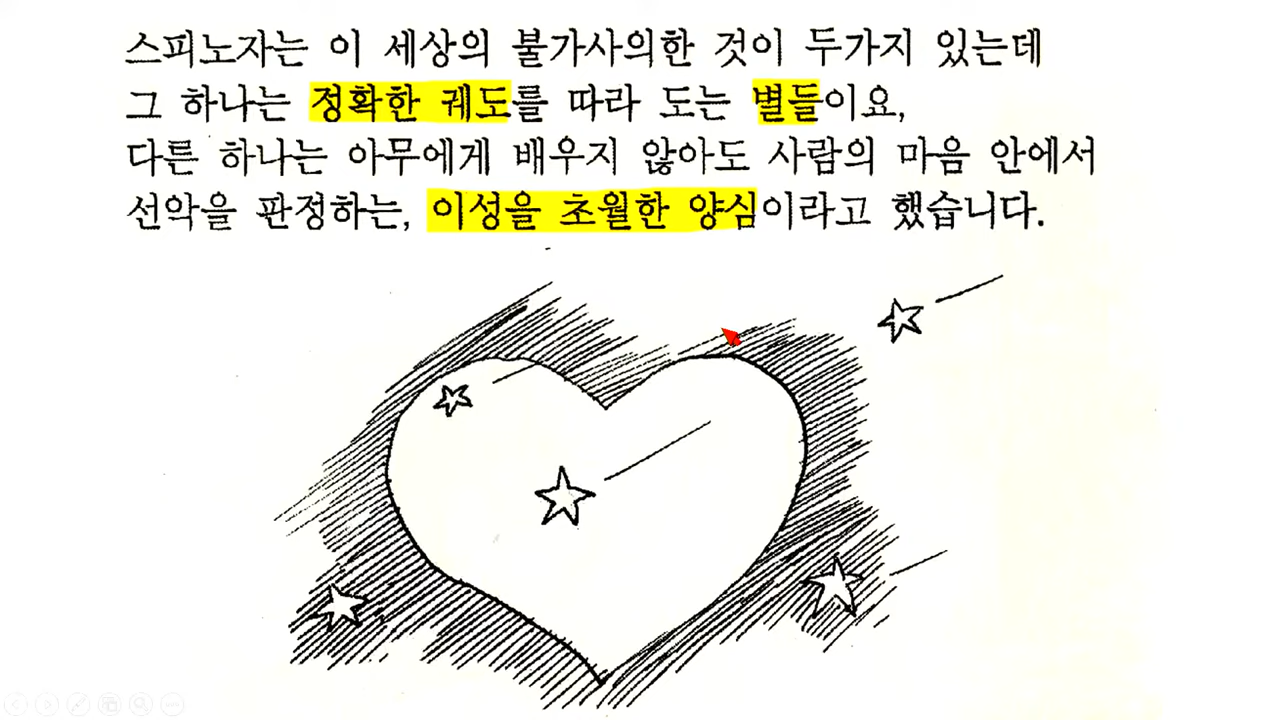 스피노자는 이 세상의 불가사의한 것이 두가지 있는데
그 하나는 정확한 궤도를 따라 도는 별들이요,
다른 하나는 아무에게 배우지 않아도 사람의 마음 안에서
선악을 판정하는, 이성을 초월한 양심이라고 했습니다.